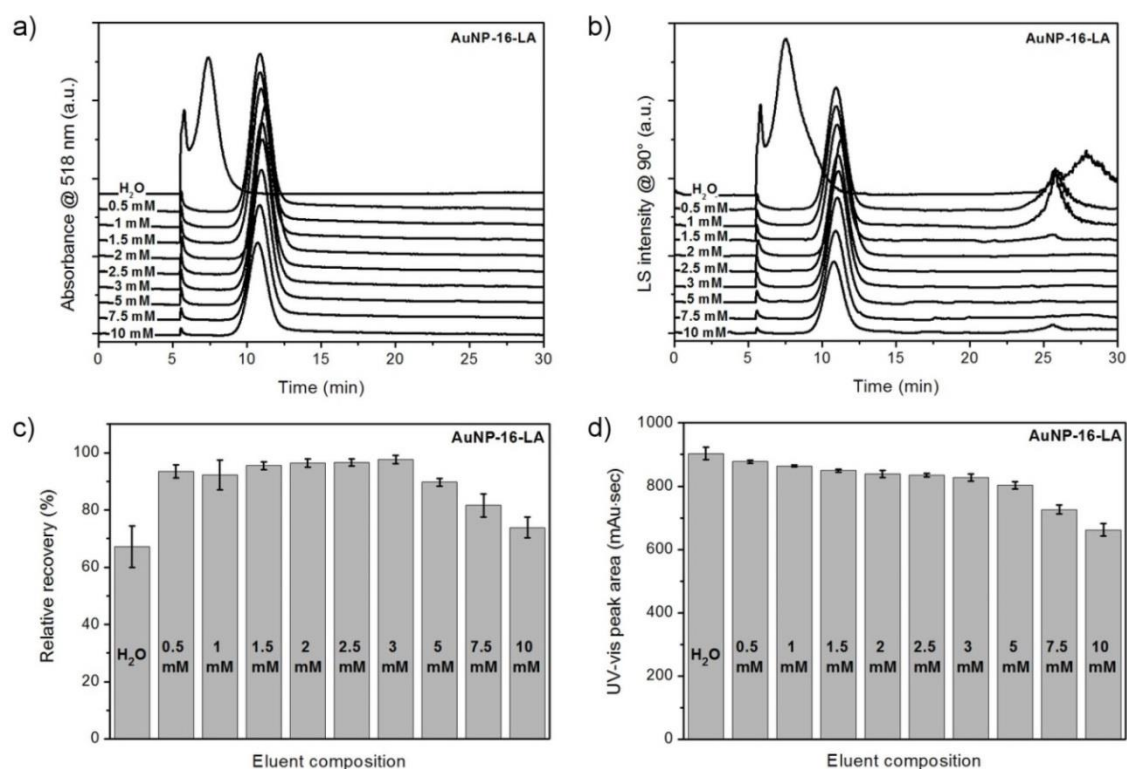 a)
AuNP-16-LA
Absorbance @ 518 nm (a.u.)
H₂O
0.5 mM
1 mM
1.5 mM
2 mM
2.5 mM
3 mM
5 mM
7.5 mM
10 mM
0 5 10 15 20 25 30
Time (min)
b)
AuNP-16-LA
LS intensity @ 90° (a.u.)
H₂O
0.5 mM
1 mM
1.5 mM
2 mM
2.5 mM
3 mM
5 mM
7.5 mM
10 mM
0 5 10 15 20 25 30
Time (min)
c)
AuNP-16-LA
Relative recovery (%)
100
80
60
40
20
0
H₂O
0.5 mM
1 mM
1.5 mM
2 mM
2.5 mM
3 mM
5 mM
7.5 mM
10 mM
Eluent composition
d)
AuNP-16-LA
UV-vis peak area (mAu·sec)
1000
800
600
400
200
0
H₂O
0.5 mM
1 mM
1.5 mM
2 mM
2.5 mM
3 mM
5 mM
7.5 mM
10 mM
Eluent composition